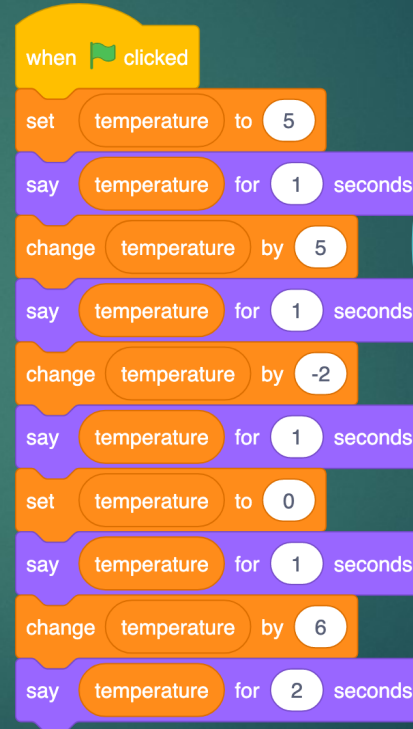 when clicked
set temperature to 5
say temperature for 1 seconds
change temperature by 5
say temperature for 1 seconds
change temperature by -2
say temperature for 1 seconds
set temperature to 0
say temperature for 1 seconds
change temperature by 6
say temperature for 2 seconds